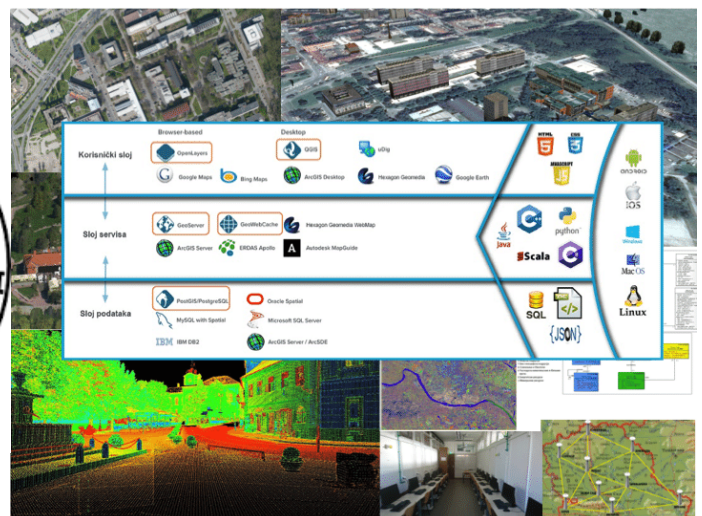 Browser-based Desktop
Korisnički sloj
OpenLayers QGIS uDig
Google Maps Bing Maps ArcGIS Desktop Hexagon Geomedia Google Earth
HTML CSS
JAVASCRIPT
Sloj servisa
GeoServer GeoWebCache Hexagon Geomedia WebMap
ArcGIS Server ERDAS Apollo Autodesk MapGuide
Java C++ python
Scala C
Sloj podataka
PostGIS/PostgreSQL Oracle Spatial
MySQL with Spatial Microsoft SQL Server
IBM IBM DB2 ArcGIS Server / ArcSDE
SQL </>
{JSON}
ANDROID
iOS
Windows
Mac OS
Linux